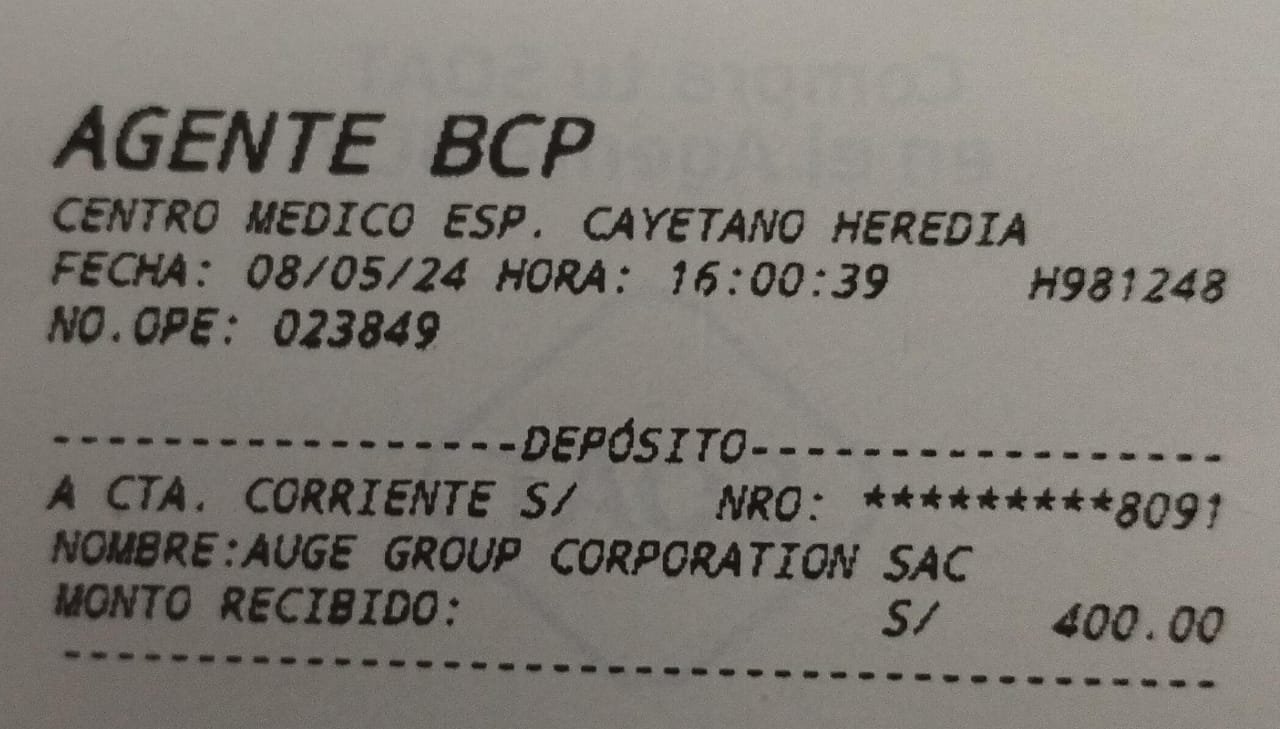 AGENTE BCP
CENTRO MEDICO ESP. CAYETANO HEREDIA
FECHA: 08/05/24 HORA: 16:00:39 H981248
NO.OPE: 023849
-----------------DEPÓSITO-----------------
A CTA. CORRIENTE S/ NRO: *********8091
NOMBRE:AUGE GROUP CORPORATION SAC
MONTO RECIBIDO: S/ 400.00
------------------------------------------